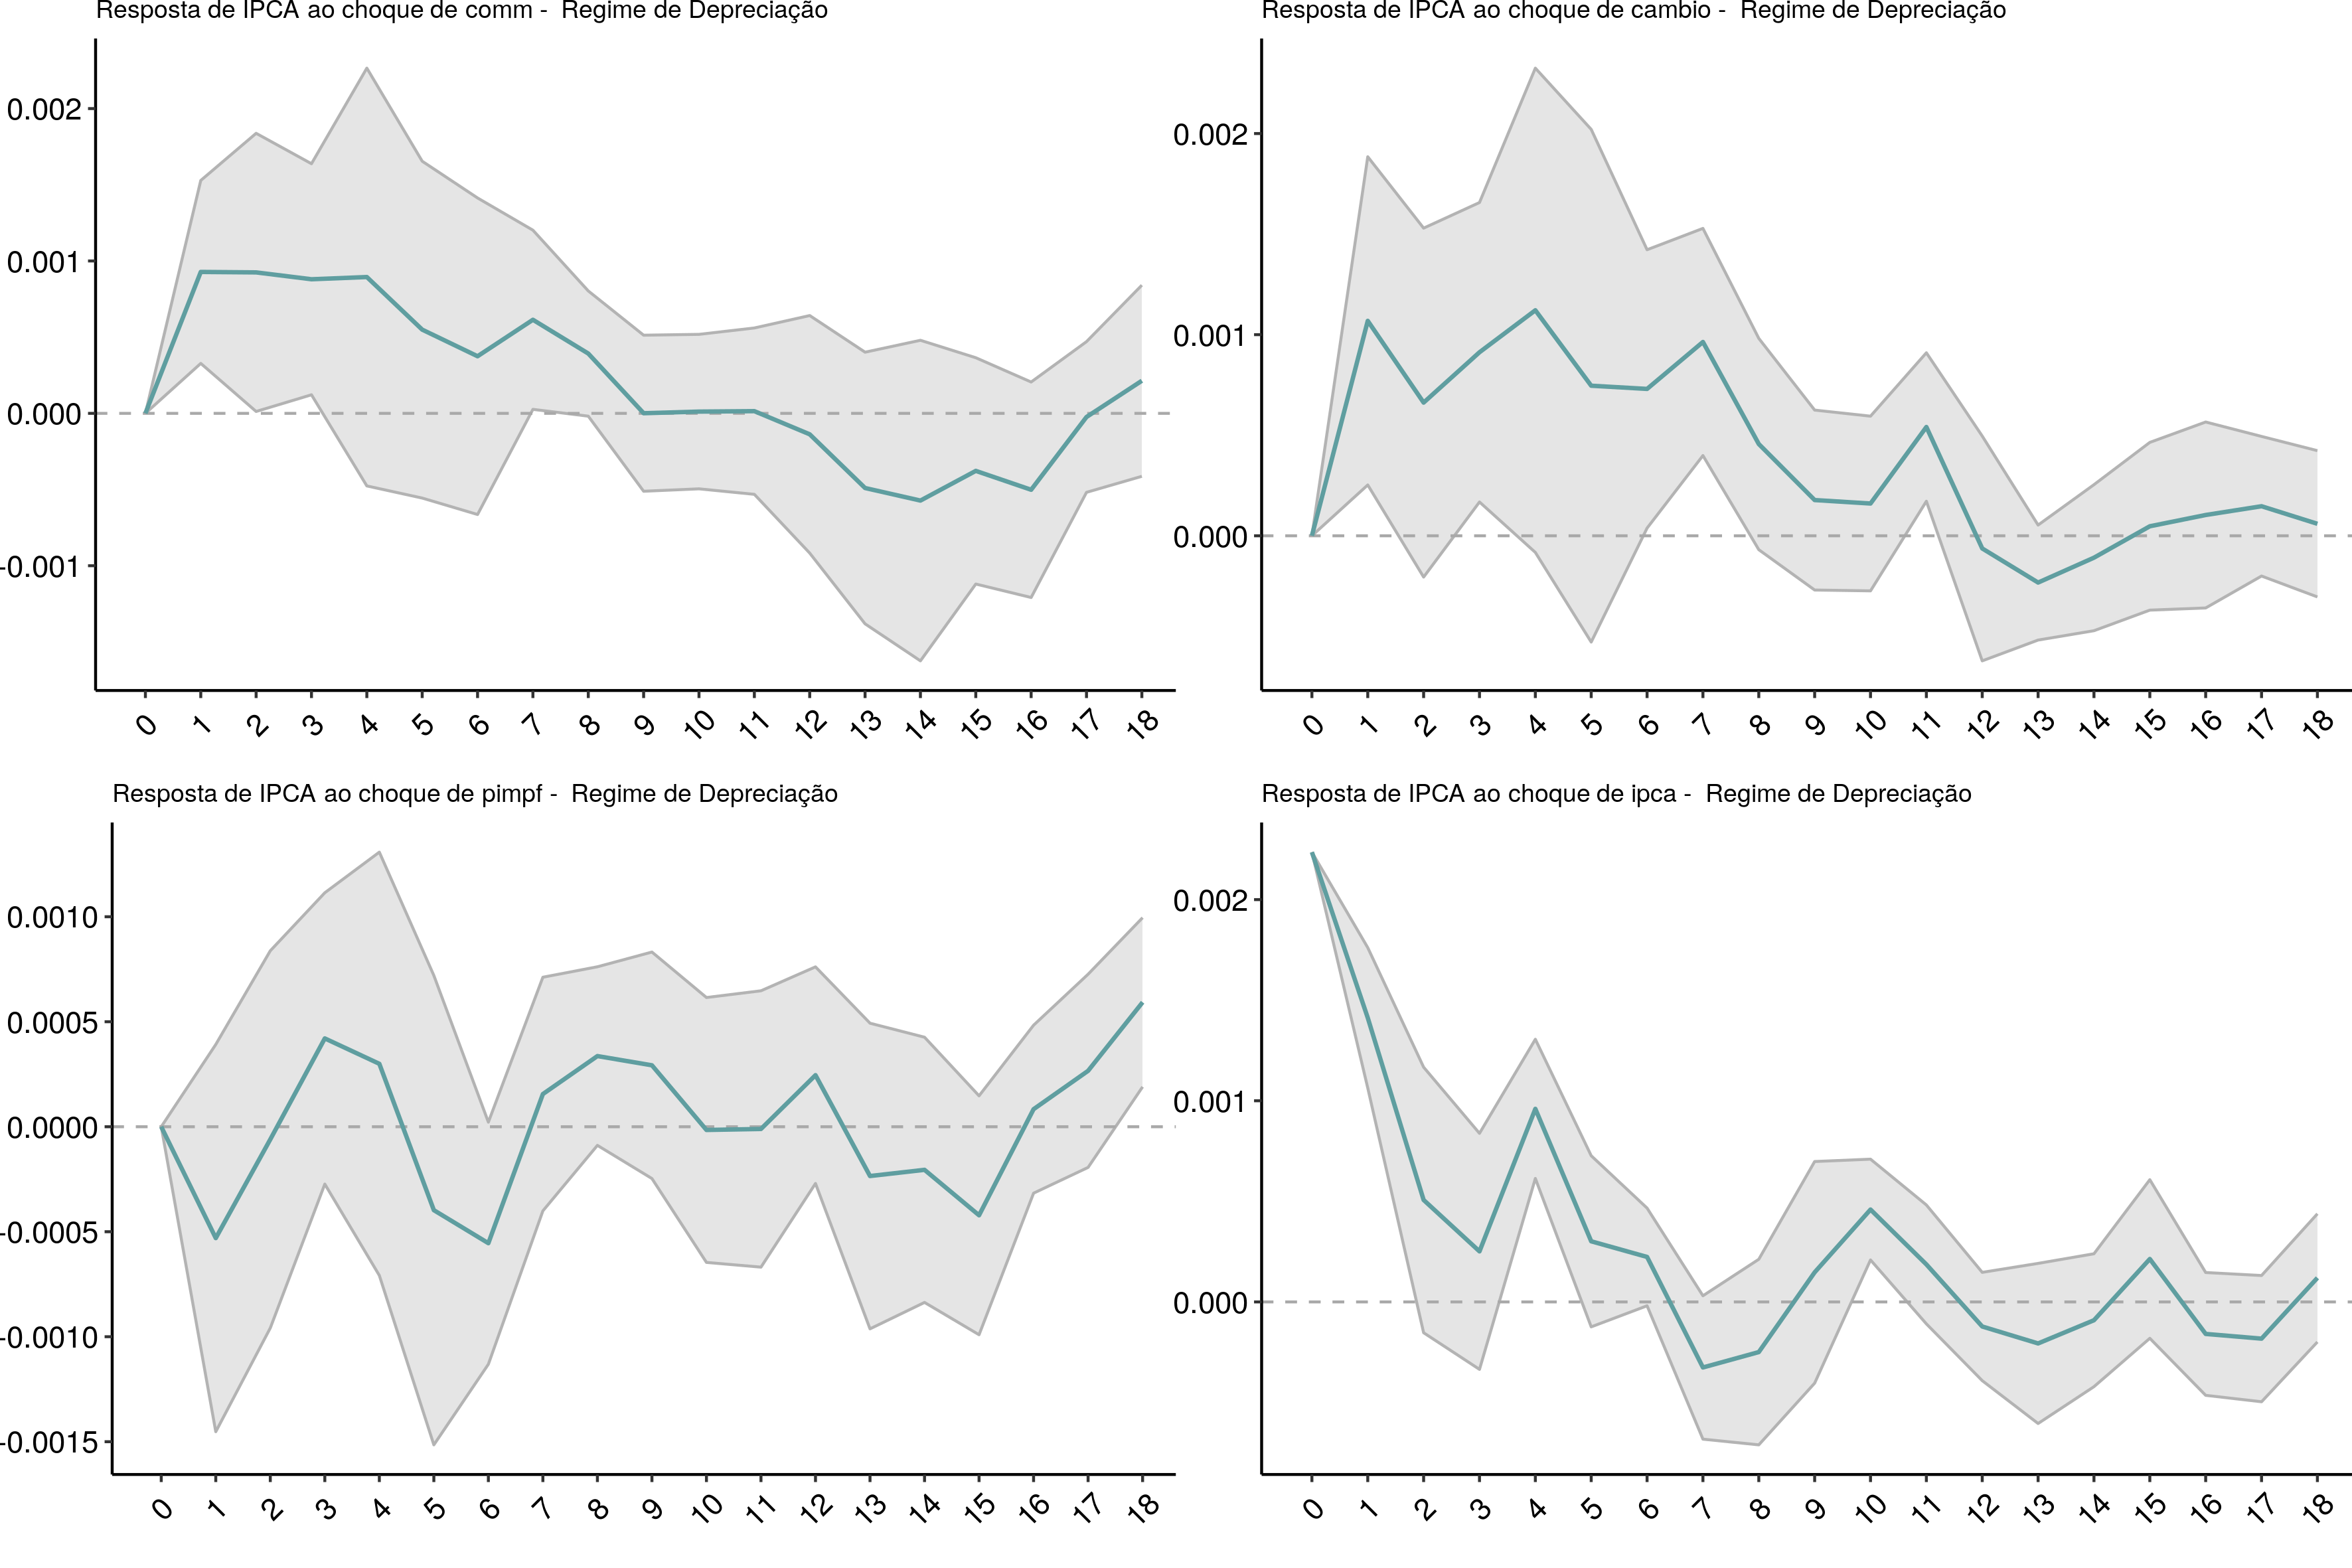 Resposta de IPCA ao choque de comm -  Regime de Depreciação
0.002
0.001
0.000
-0.001
0 1 2 3 4 5 6 7 8 9 10 11 12 13 14 15 16 17 18
Resposta de IPCA ao choque de cambio -  Regime de Depreciação
0.002
0.001
0.000
0 1 2 3 4 5 6 7 8 9 10 11 12 13 14 15 16 17 18
Resposta de IPCA ao choque de pimpf -  Regime de Depreciação
0.0010
0.0005
0.0000
-0.0005
-0.0010
-0.0015
0 1 2 3 4 5 6 7 8 9 10 11 12 13 14 15 16 17 18
Resposta de IPCA ao choque de ipca -  Regime de Depreciação
0.002
0.001
0.000
0 1 2 3 4 5 6 7 8 9 10 11 12 13 14 15 16 17 18